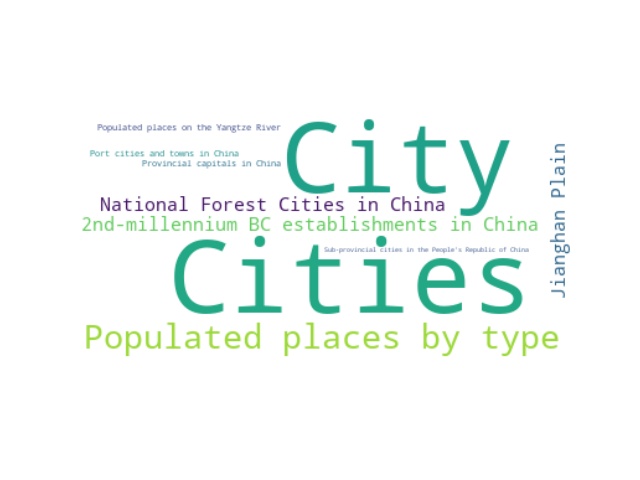 Populated places on the Yangtze River
City
Port cities and towns in China
Provincial capitals in China
National Forest Cities in China
2nd-millennium BC establishments in China
Jianghan Plain
Sub-provincial cities in the People's Republic of China
Cities
Populated places by type